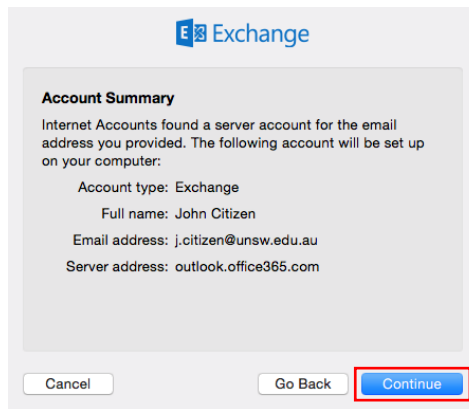 E Exchange
Account Summary
Internet Accounts found a server account for the email
address you provided. The following account will be set up
on your computer:
Account type: Exchange
Full name: John Citizen
Email address: j.citizen@unsw.edu.au
Server address: outlook.office365.com
Cancel Go Back Continue